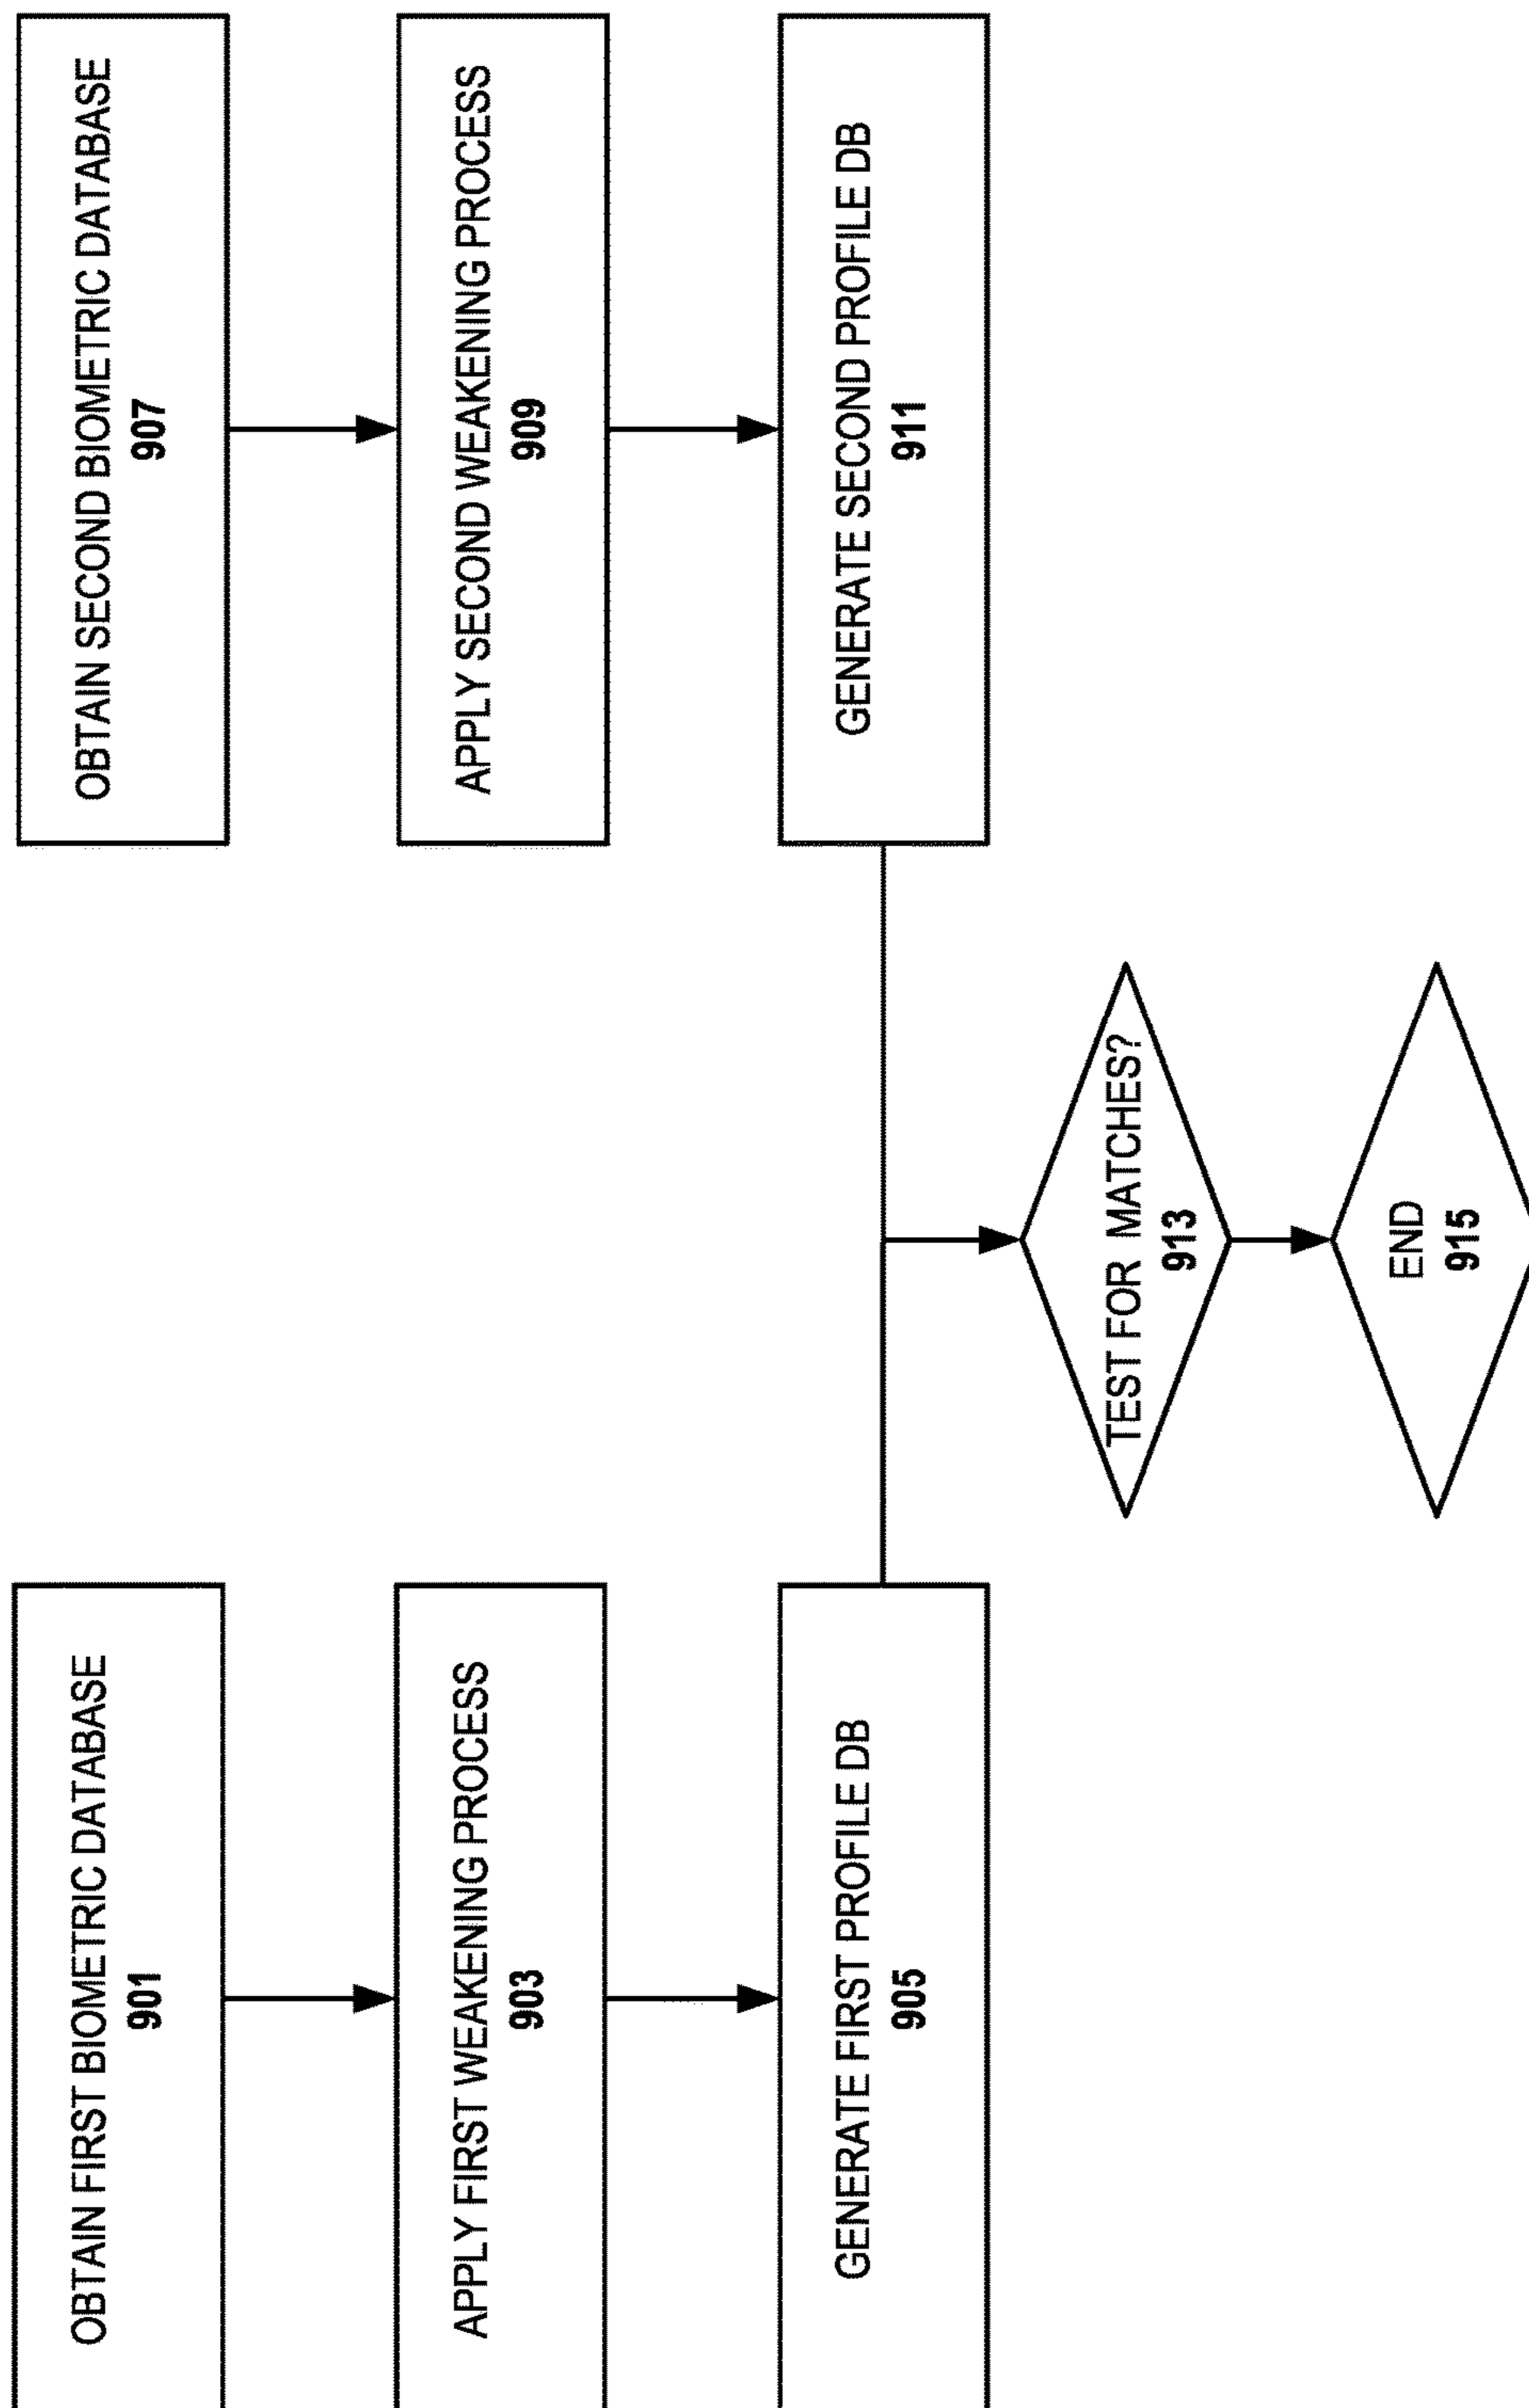 OBTAIN FIRST BIOMETRIC DATABASE
901
APPLY FIRST WEAKENING PROCESS
903
GENERATE FIRST PROFILE DB
905
OBTAIN SECOND BIOMETRIC DATABASE
907
APPLY SECOND WEAKENING PROCESS
909
GENERATE SECOND PROFILE DB
911
TEST FOR MATCHES?
913
END
915